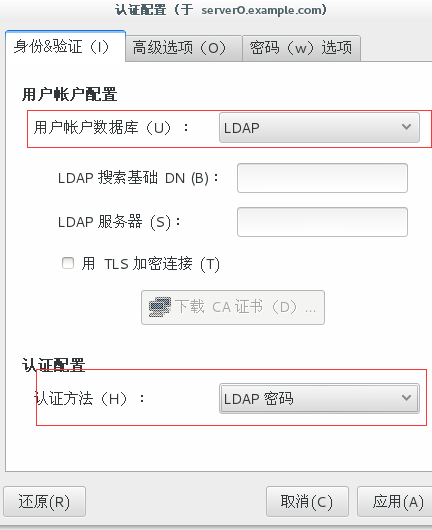 认证配置（于 server0.example.com）
身份&验证（I） 高级选项（O） 密码（w）选项
用户帐户配置
用户帐户数据库（U）： LDAP
LDAP 搜索基础 DN (B)：
LDAP 服务器 (S)：
用 TLS 加密连接 (T)
下载 CA 证书（D）...
认证配置
认证方法（H）： LDAP 密码
还原(R) 取消(C) 应用(A)